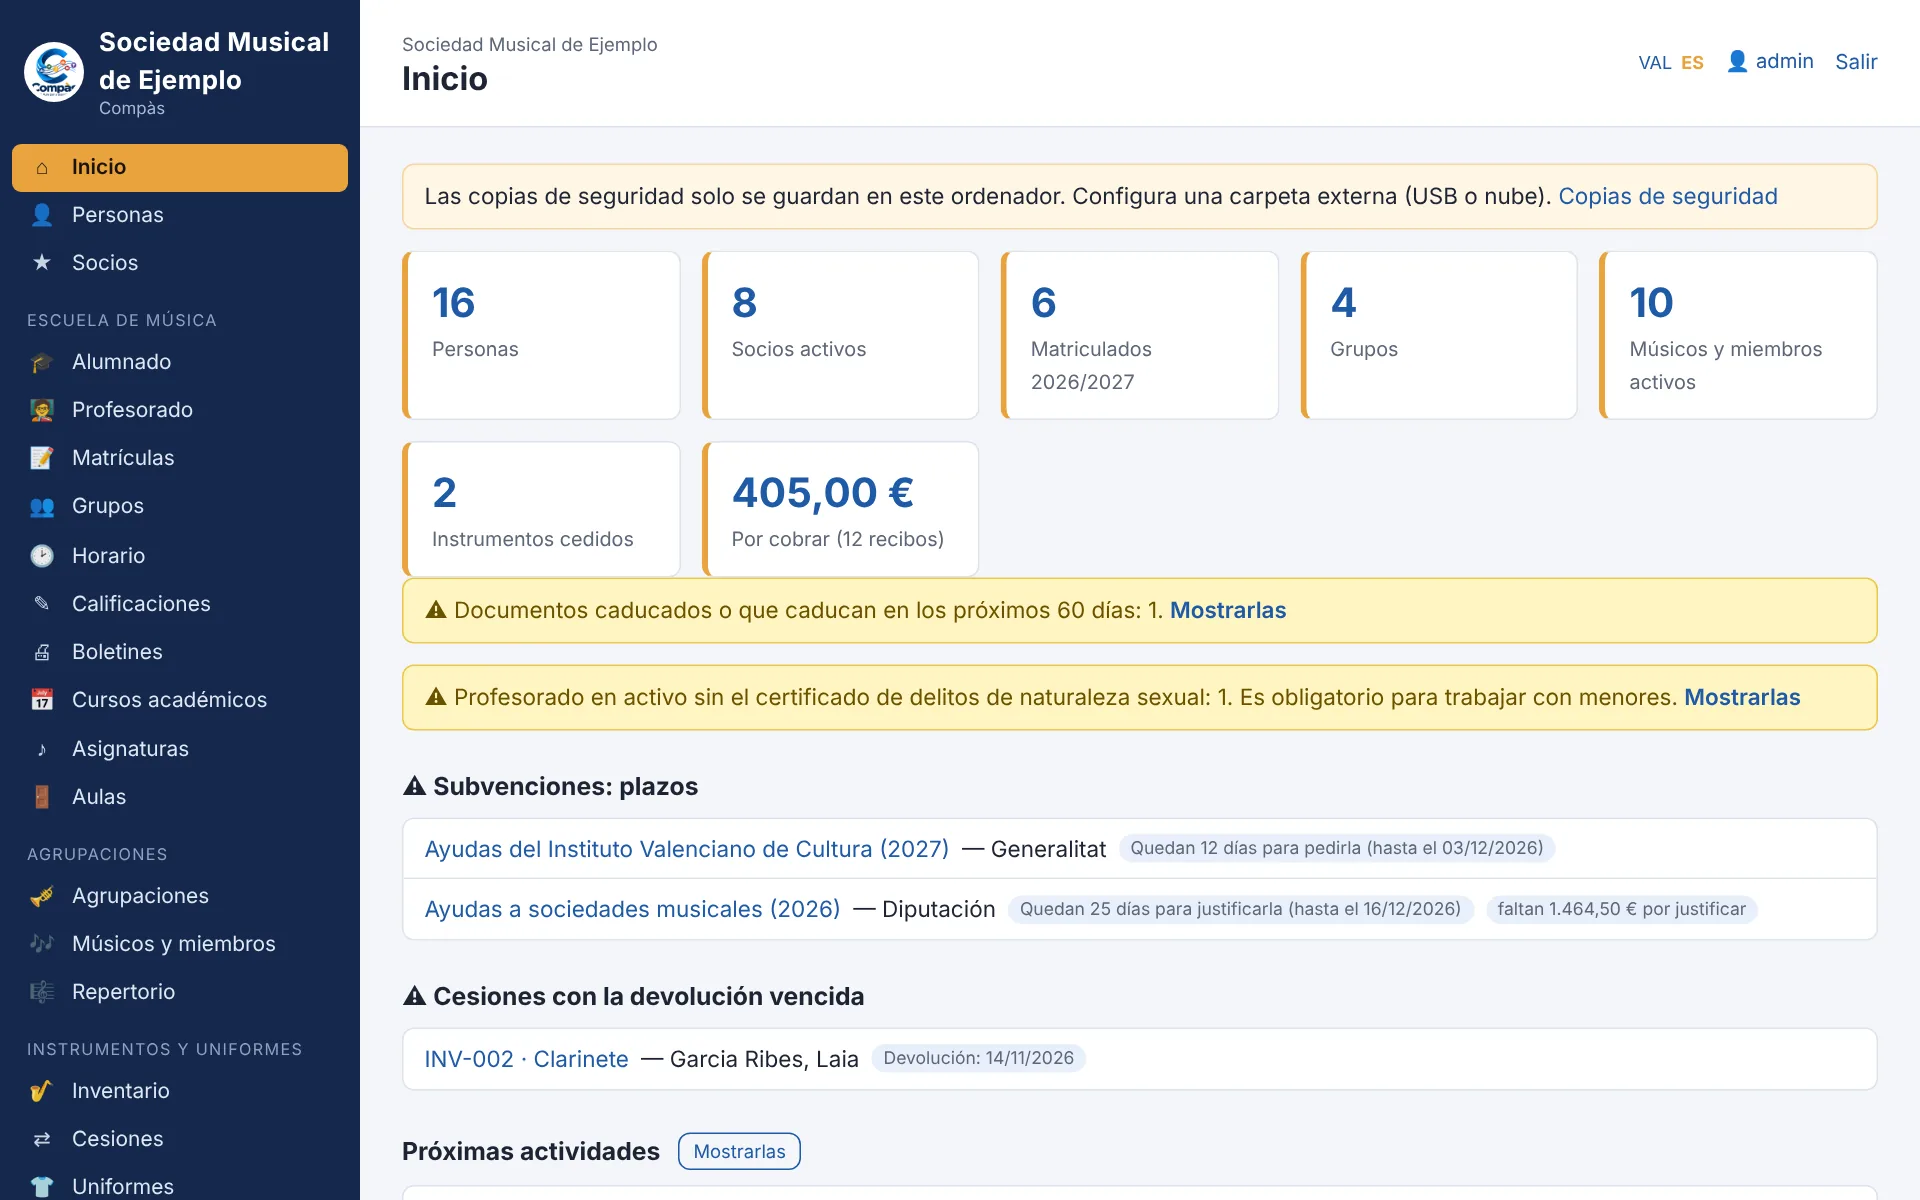 Sociedad Musical
de Ejemplo
Compàs
Compàs
Inicio
Personas
Socios
ESCUELA DE MÚSICA
Alumnado
Profesorado
Matrículas
Grupos
Horario
Calificaciones
Boletines
Cursos académicos
Asignaturas
Aulas
AGRUPACIONES
Agrupaciones
Músicos y miembros
Repertorio
INSTRUMENTOS Y UNIFORMES
Inventario
Cesiones
Uniformes
Sociedad Musical de Ejemplo
Inicio
VAL ES admin Salir
Las copias de seguridad solo se guardan en este ordenador. Configura una carpeta externa (USB o nube). Copias de seguridad
16
Personas
8
Socios activos
6
Matriculados
2026/2027
4
Grupos
10
Músicos y miembros
activos
2
Instrumentos cedidos
405,00 €
Por cobrar (12 recibos)
⚠ Documentos caducados o que caducan en los próximos 60 días: 1. Mostrarlas
⚠ Profesorado en activo sin el certificado de delitos de naturaleza sexual: 1. Es obligatorio para trabajar con menores. Mostrarlas
⚠ Subvenciones: plazos
Ayudas del Instituto Valenciano de Cultura (2027) — Generalitat Quedan 12 días para pedirla (hasta el 03/12/2026)
Ayudas a sociedades musicales (2026) — Diputación Quedan 25 días para justificarla (hasta el 16/12/2026) faltan 1.464,50 € por justificar
⚠ Cesiones con la devolución vencida
INV-002 · Clarinete — Garcia Ribes, Laia Devolución: 14/11/2026
Próximas actividades Mostrarlas